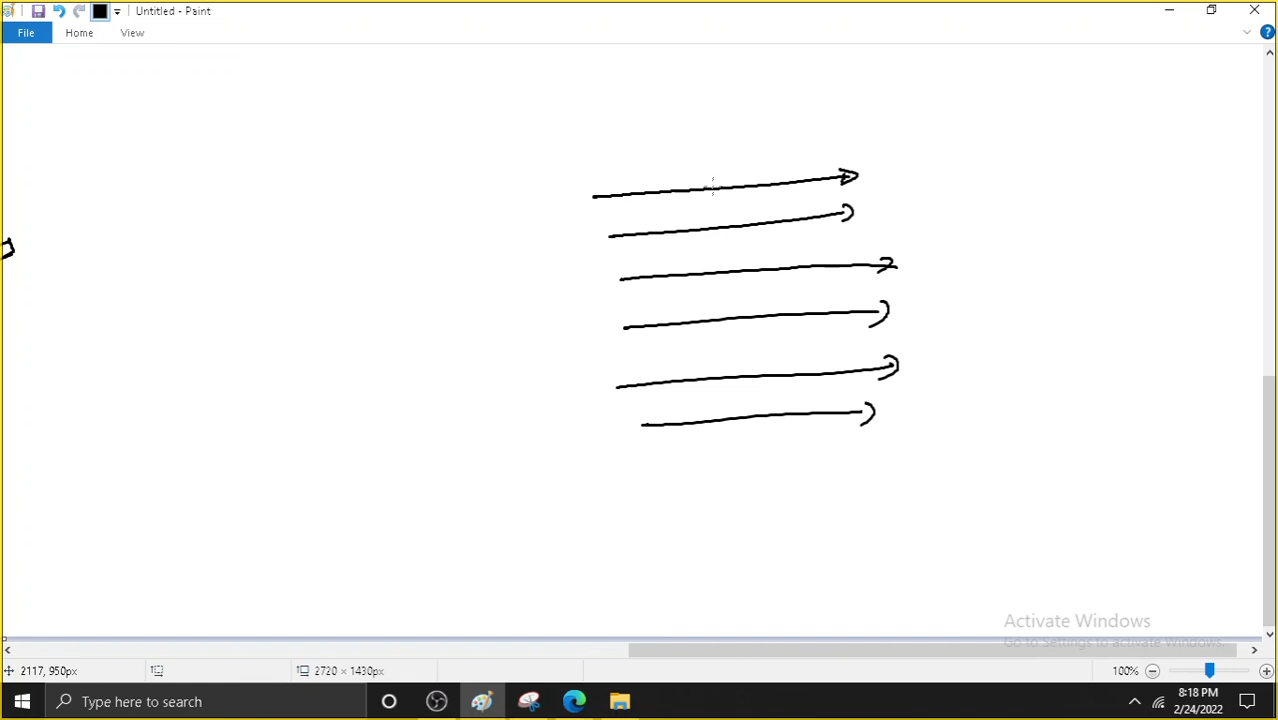 Untitled - Paint
File Home View
Activate Windows
Go to Settings to activate Windows.
2117, 950px 2720 × 1430px 100%
Type here to search
8:18 PM
2/24/2022